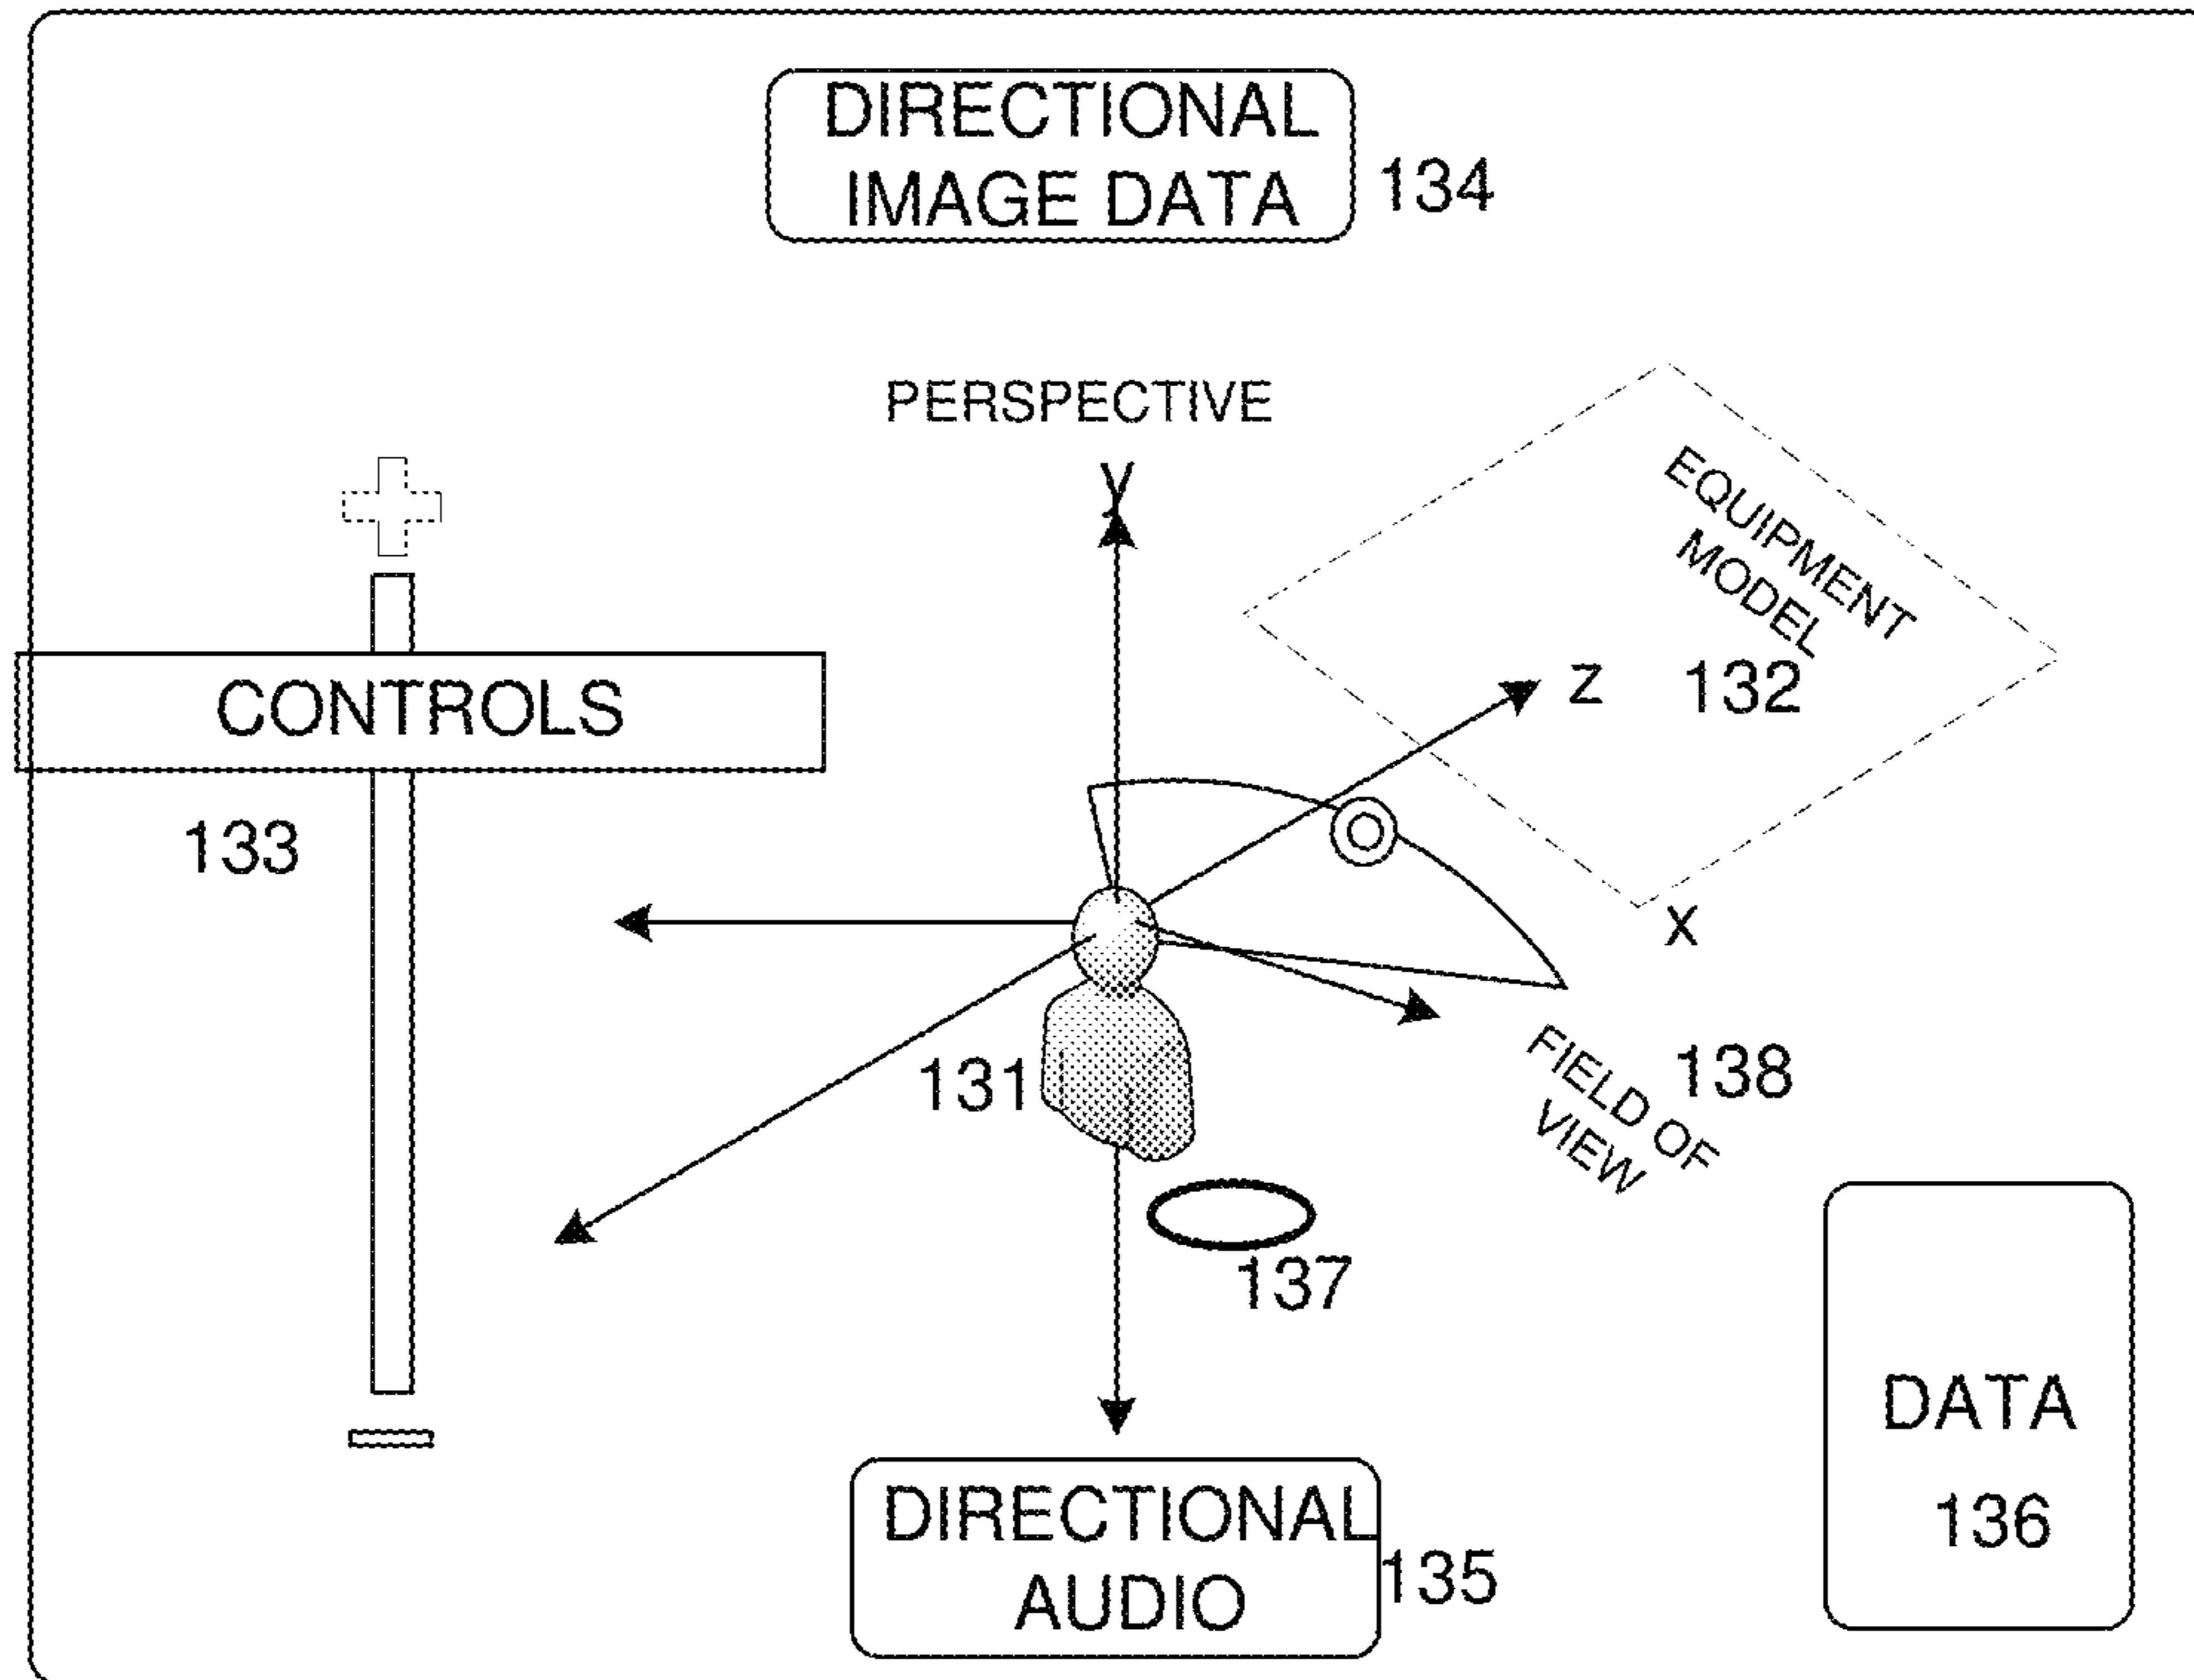 DIRECTIONAL
IMAGE DATA
134
PERSPECTIVE
y
EQUIPMENT
MODEL
132
z
CONTROLS
133
x
131
138
FIELD OF
VIEW
137
DATA
136
DIRECTIONAL
AUDIO
135